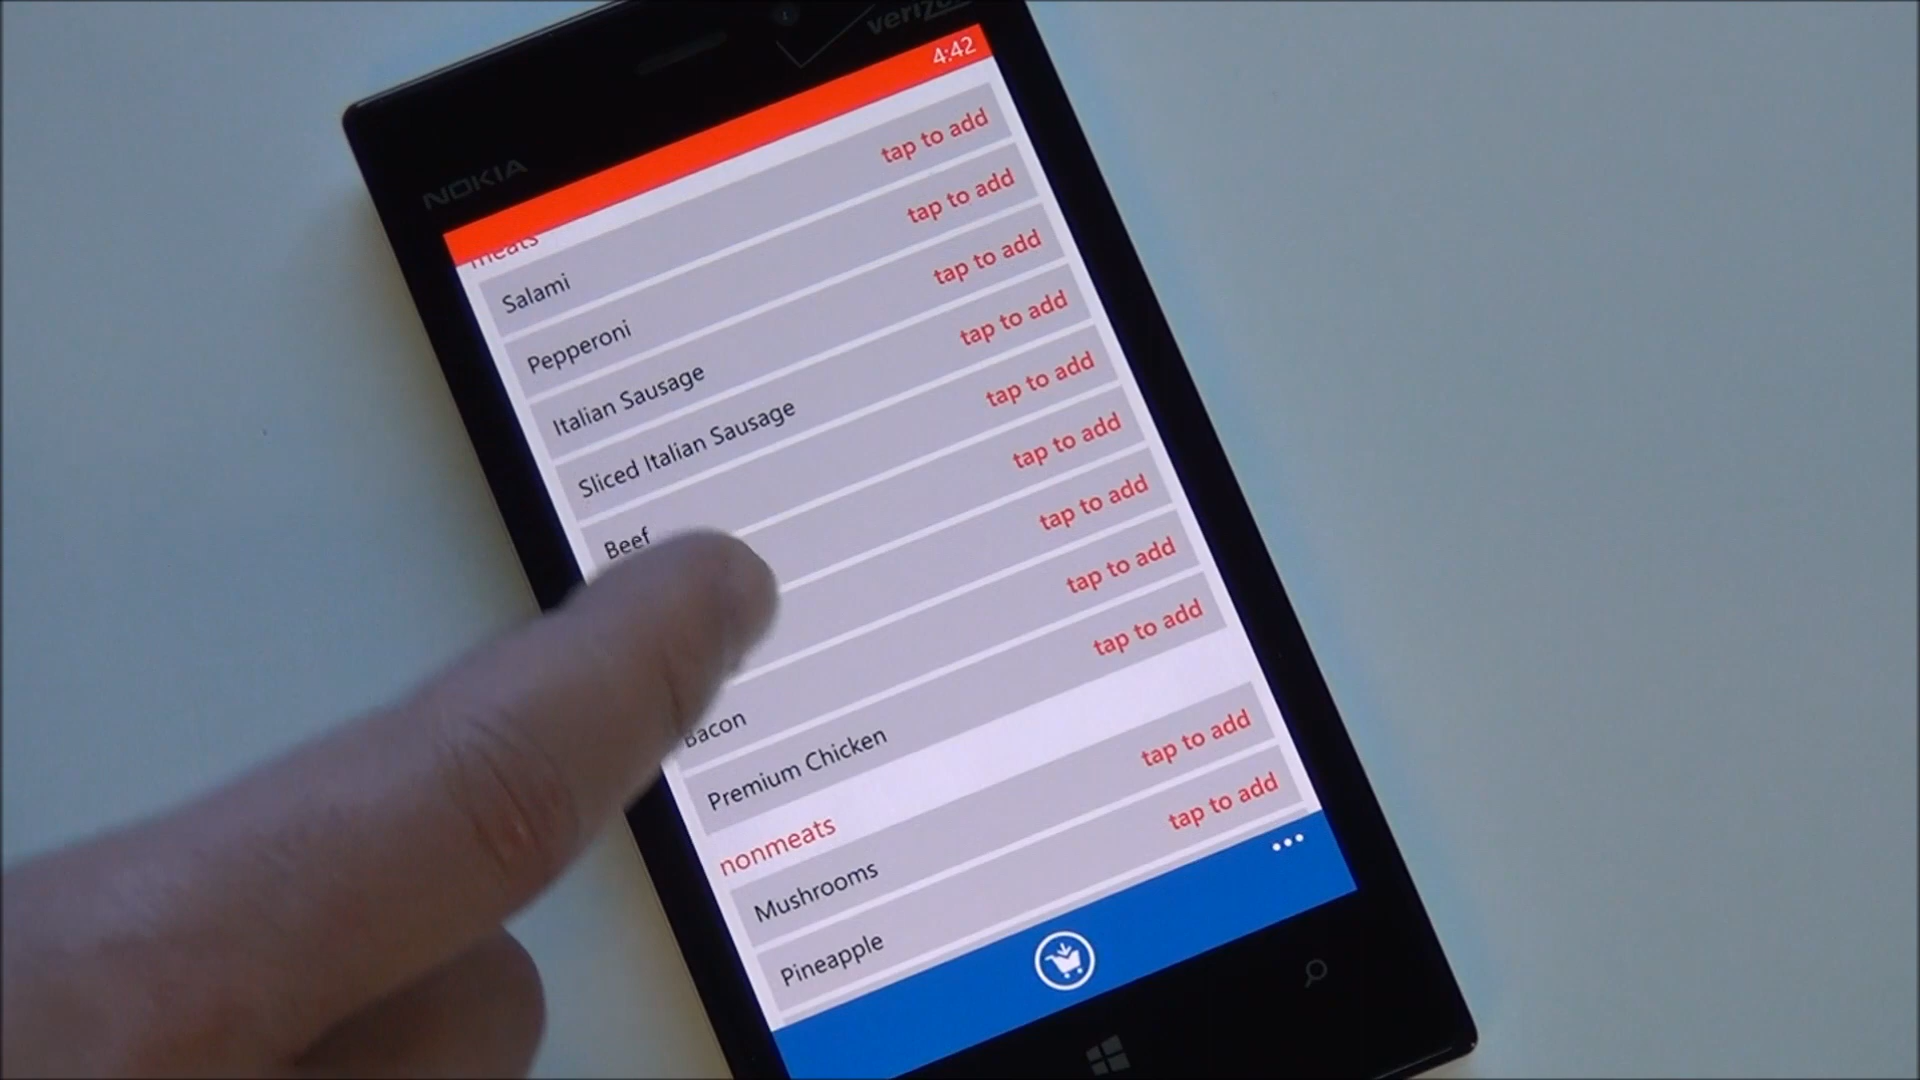 verizon
NOKIA
4:42
meats
Salami tap to add
Pepperoni tap to add
Italian Sausage tap to add
Sliced Italian Sausage tap to add
Beef tap to add
tap to add
tap to add
Bacon tap to add
Premium Chicken tap to add
nonmeats
Mushrooms tap to add
Pineapple tap to add